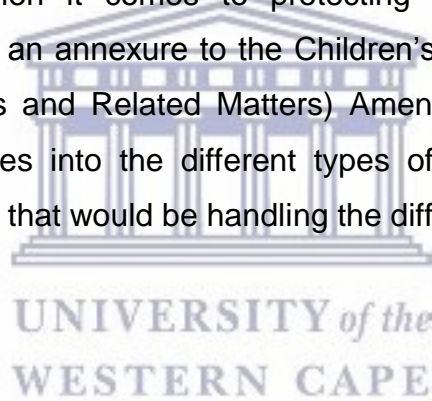 it comes to protecting
an annexure to the Children's
s and Related Matters) Amen
es into the different types of
that would be handling the diff
UNIVERSITY of the
WESTERN CAPE